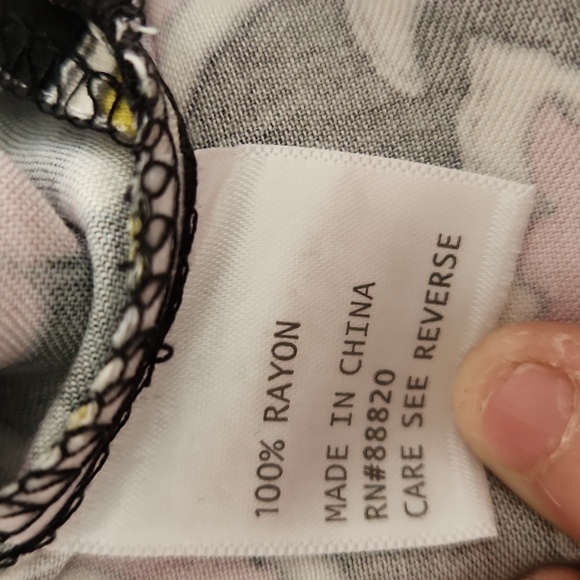 100% RAYON
MADE IN CHINA
RN#88820
CARE SEE REVERSE